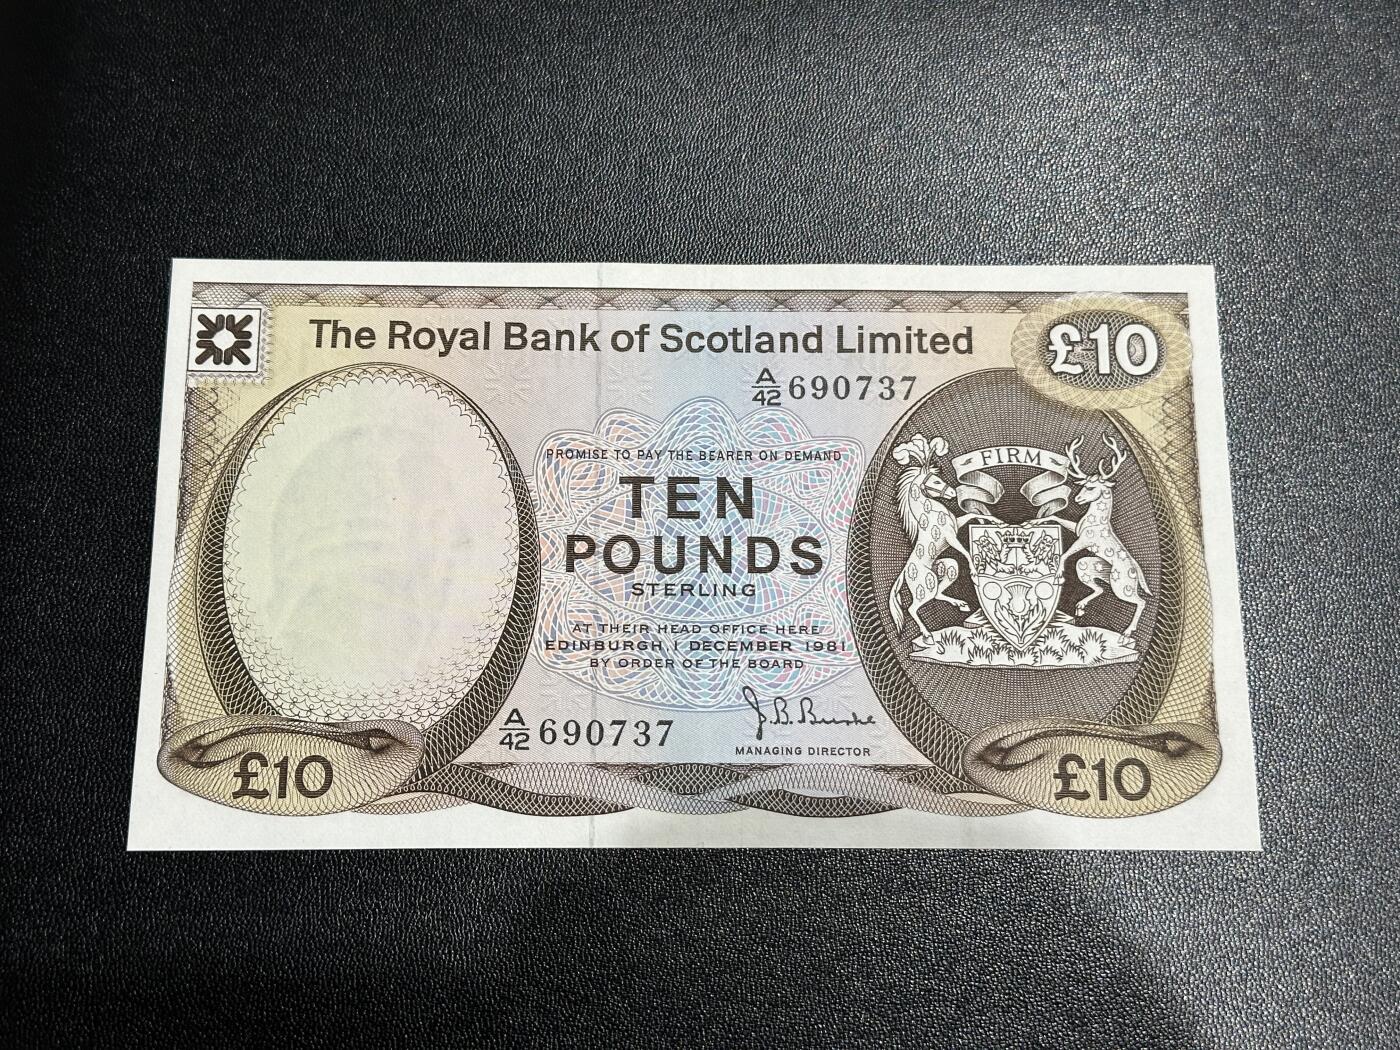 The Royal Bank of Scotland Limited
£10
A/42 690737
PROMISE TO PAY THE BEARER ON DEMAND
TEN
POUNDS
STERLING
FIRM
AT THEIR HEAD OFFICE HERE
EDINBURGH, 1 DECEMBER 1981
BY ORDER OF THE BOARD
A/42 690737
J.B. Burke
MANAGING DIRECTOR
£10
£10